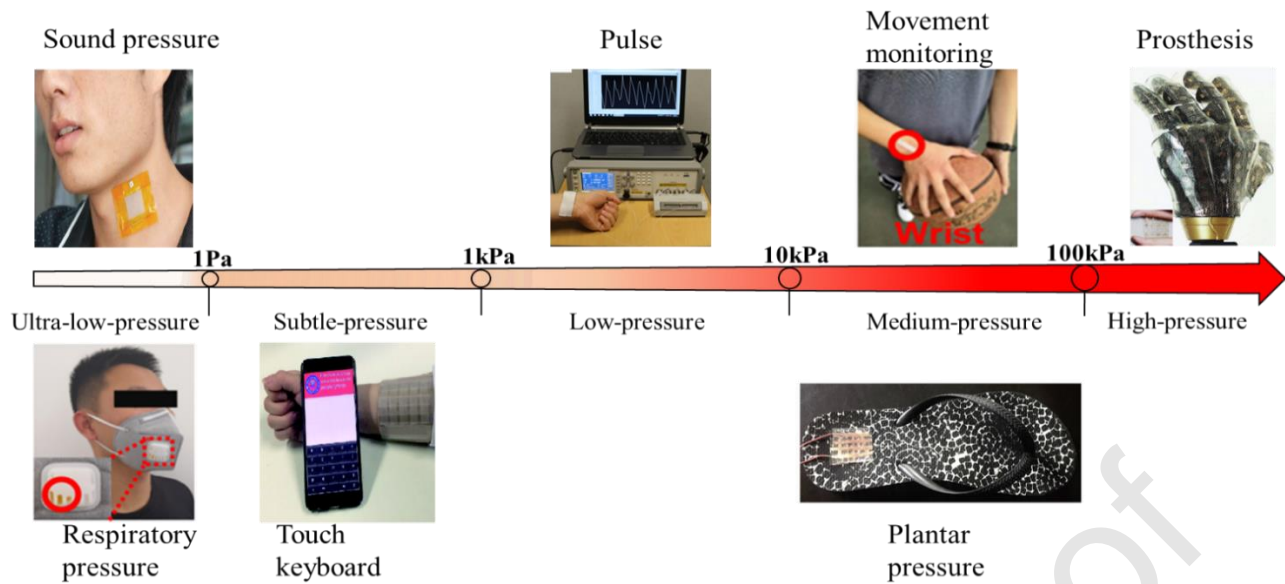 Sound pressure
Pulse
Movement
monitoring
Prosthesis
Wrist
1Pa
1kPa
10kPa
100kPa
Ultra-low-pressure
Subtle-pressure
Low-pressure
Medium-pressure
High-pressure
Respiratory
pressure
Touch
keyboard
Plantar
pressure
of